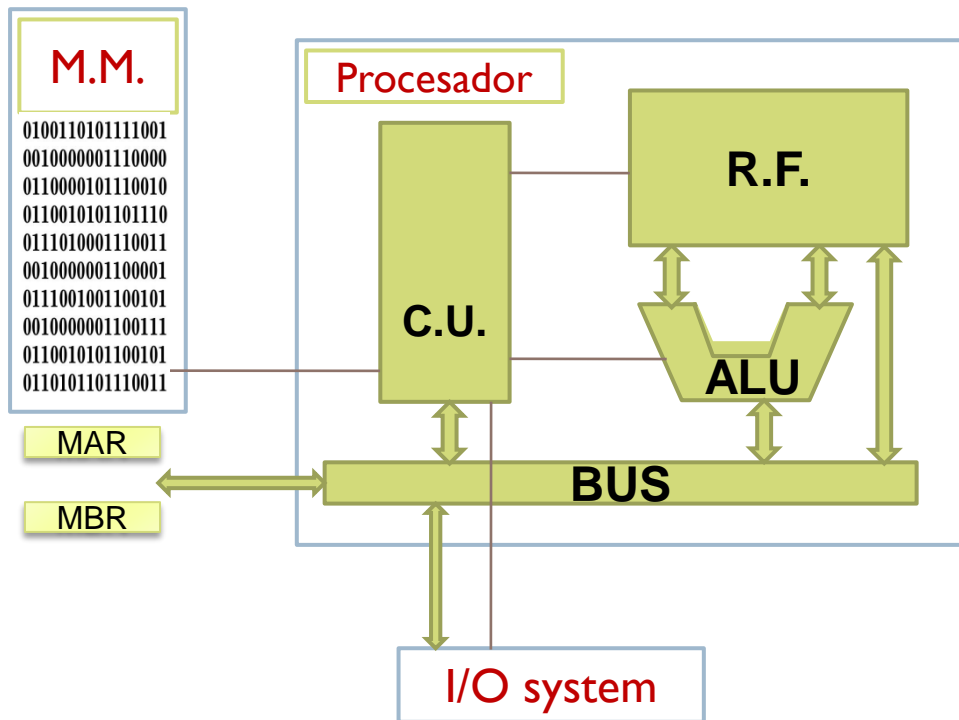 M.M.
0100110101111001
0010000001110000
0110000101110010
0110010101101110
0111010001110011
0010000001100001
0111001001100101
0010000001100111
0110010101100101
0110101101110011
MAR
MBR
Procesador
C.U.
R.F.
ALU
BUS
I/O system